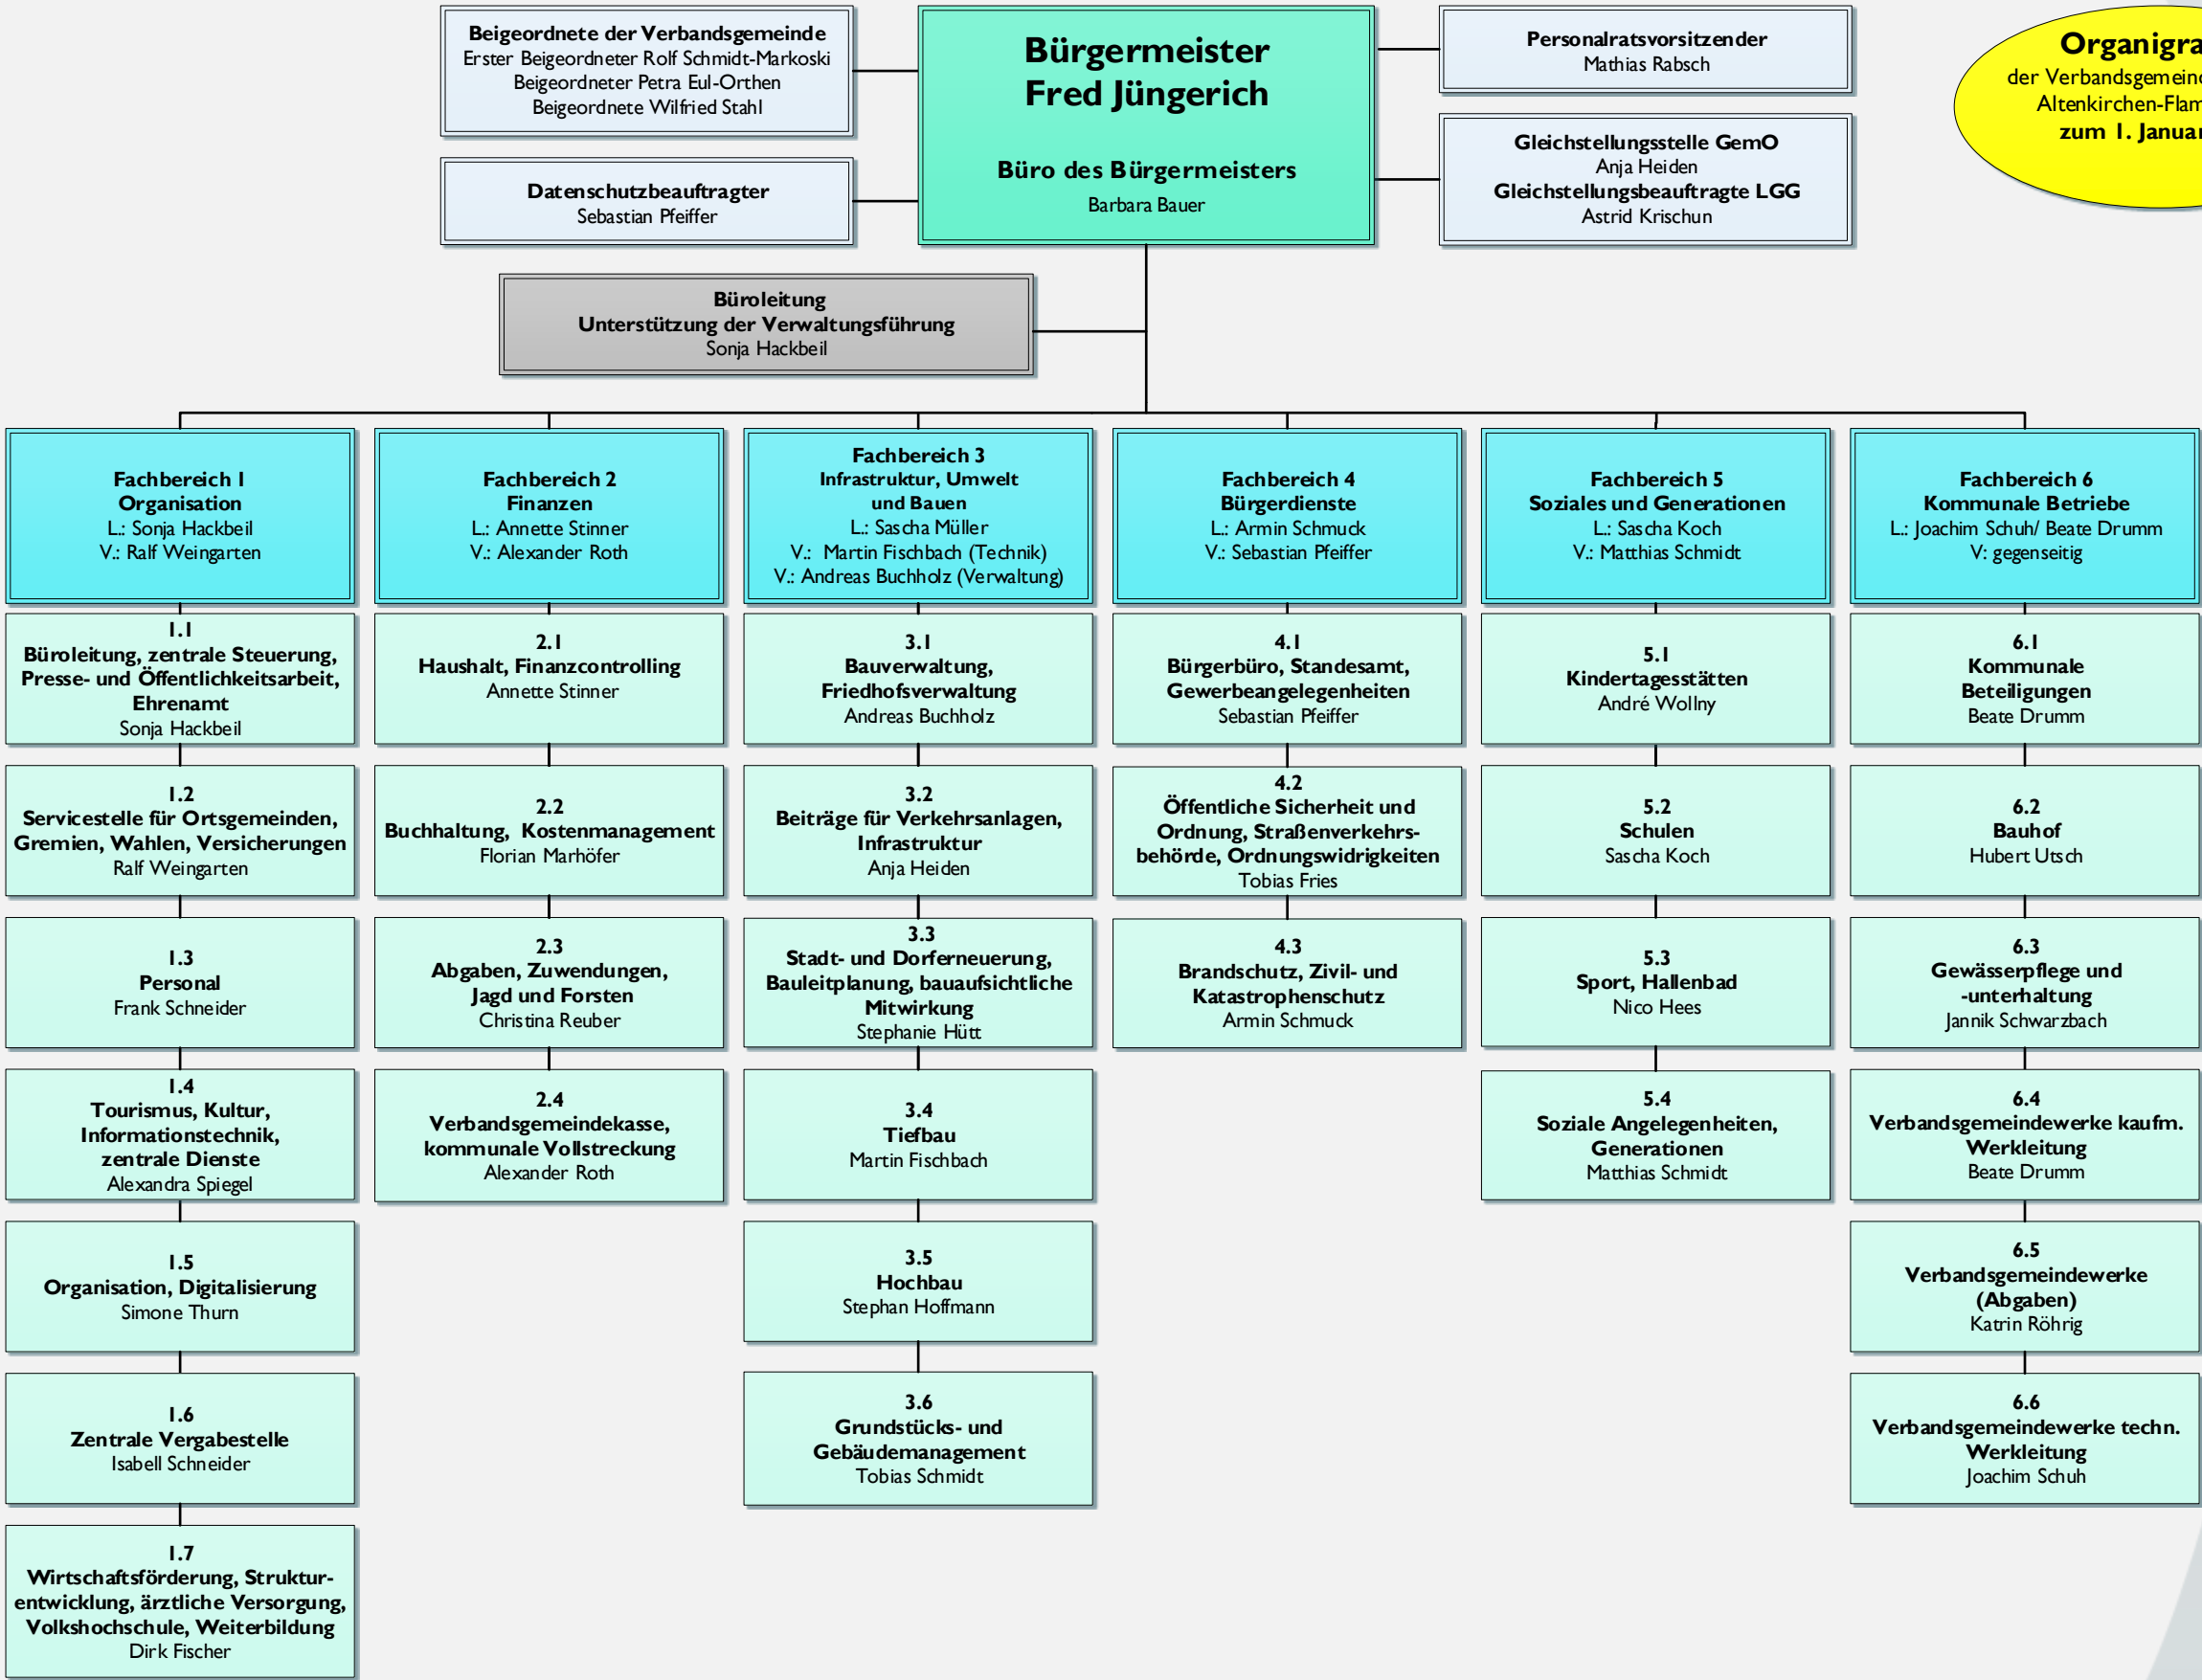 Beigeordnete der Verbandsgemeinde
Erster Beigeordneter Rolf Schmidt-Markoski
Beigeordneter Petra Eul-Orthen
Beigeordnete Wilfried Stahl
Datenschutzbeauftragter
Sebastian Pfeiffer
Bürgermeister
Fred Jüngerich
Büro des Bürgermeisters
Barbara Bauer
Personalratsvorsitzender
Mathias Rabsch
Gleichstellungsstelle GemO
Anja Heiden
Gleichstellungsbeauftragte LGG
Astrid Krischun
Organigra
der Verbandsgemein
Altenkirchen-Flam
zum 1. Januar
Büroleitung
Unterstützung der Verwaltungsführung
Sonja Hackbeil
Fachbereich 1
Organisation
L.: Sonja Hackbeil
V.: Ralf Weingarten
1.1
Büroleitung, zentrale Steuerung,
Presse- und Öffentlichkeitsarbeit,
Ehrenamt
Sonja Hackbeil
1.2
Servicestelle für Ortsgemeinden,
Gremien, Wahlen, Versicherungen
Ralf Weingarten
1.3
Personal
Frank Schneider
1.4
Tourismus, Kultur,
Informationstechnik,
zentrale Dienste
Alexandra Spiegel
1.5
Organisation, Digitalisierung
Simone Thurn
1.6
Zentrale Vergabestelle
Isabell Schneider
1.7
Wirtschaftsförderung, Struktur-
entwicklung, ärztliche Versorgung,
Volkshochschule, Weiterbildung
Dirk Fischer
Fachbereich 2
Finanzen
L.: Annette Stinner
V.: Alexander Roth
2.1
Haushalt, Finanzcontrolling
Annette Stinner
2.2
Buchhaltung, Kostenmanagement
Florian Marhöfer
2.3
Abgaben, Zuwendungen,
Jagd und Forsten
Christina Reuber
2.4
Verbandsgemeindekasse,
kommunale Vollstreckung
Alexander Roth
Fachbereich 3
Infrastruktur, Umwelt
und Bauen
L.: Sascha Müller
V.: Martin Fischbach (Technik)
V.: Andreas Buchholz (Verwaltung)
3.1
Bauverwaltung,
Friedhofsverwaltung
Andreas Buchholz
3.2
Beiträge für Verkehrsanlagen,
Infrastruktur
Anja Heiden
3.3
Stadt- und Dorferneuerung,
Bauleitplanung, bauaufsichtliche
Mitwirkung
Stephanie Hütt
3.4
Tiefbau
Martin Fischbach
3.5
Hochbau
Stephan Hoffmann
3.6
Grundstücks- und
Gebäudemanagement
Tobias Schmidt
Fachbereich 4
Bürgerdienste
L.: Armin Schmuck
V.: Sebastian Pfeiffer
4.1
Bürgerbüro, Standesamt,
Gewerbeangelegenheiten
Sebastian Pfeiffer
4.2
Öffentliche Sicherheit und
Ordnung, Straßenverkehrs-
behörde, Ordnungswidrigkeiten
Tobias Fries
4.3
Brandschutz, Zivil- und
Katastrophenschutz
Armin Schmuck
Fachbereich 5
Soziales und Generationen
L.: Sascha Koch
V.: Matthias Schmidt
5.1
Kindertagesstätten
André Wollny
5.2
Schulen
Sascha Koch
5.3
Sport, Hallenbad
Nico Hees
5.4
Soziale Angelegenheiten,
Generationen
Matthias Schmidt
Fachbereich 6
Kommunale Betriebe
L.: Joachim Schuh/ Beate Drumm
V: gegenseitig
6.1
Kommunale
Beteiligungen
Beate Drumm
6.2
Bauhof
Hubert Utsch
6.3
Gewässerpflege und
-unterhaltung
Jannik Schwarzbach
6.4
Verbandsgemeindewerke kaufm.
Werkleitung
Beate Drumm
6.5
Verbandsgemeindewerke
(Abgaben)
Katrin Röhrig
6.6
Verbandsgemeindewerke techn.
Werkleitung
Joachim Schuh